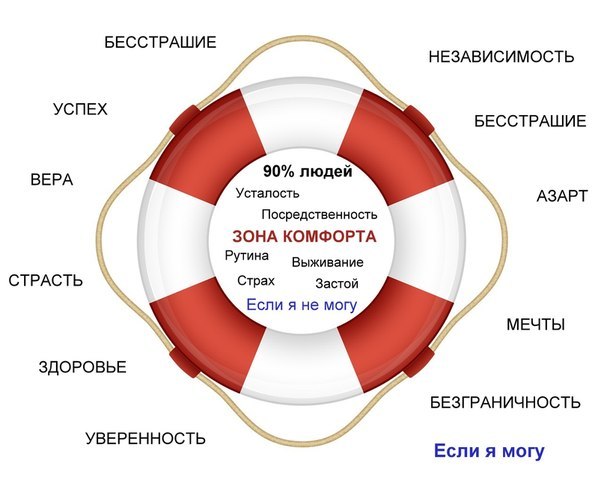 БЕССТРАШИЕ
НЕЗАВИСИМОСТЬ
УСПЕХ
БЕССТРАШИЕ
ВЕРА
АЗАРТ
90% людей
Усталость
Посредственность
ЗОНА КОМФОРТА
Рутина
Выживание
Страх
Застой
Если я не могу
СТРАСТЬ
МЕЧТЫ
ЗДОРОВЬЕ
БЕЗГРАНИЧНОСТЬ
УВЕРЕННОСТЬ
Если я могу